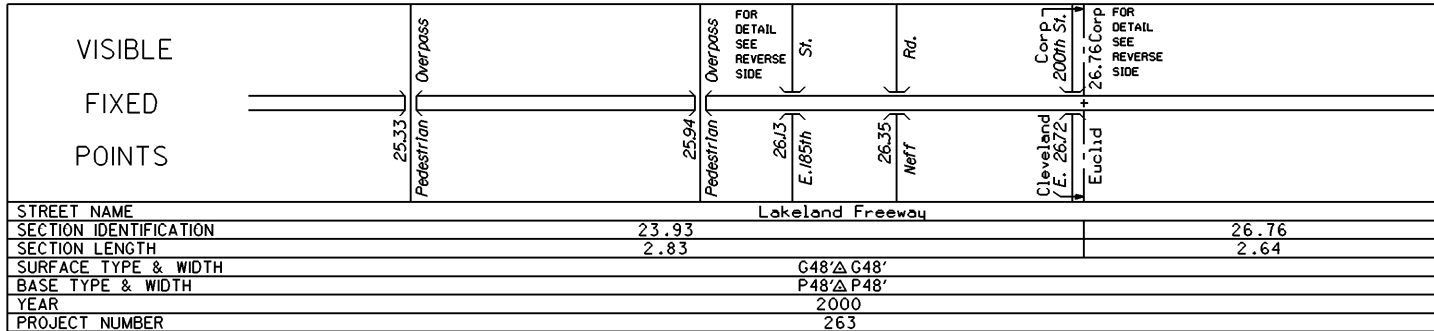 VISIBLE
FIXED
POINTS
25.33
Pedestrian Overpass
25.94
Pedestrian Overpass
FOR
DETAIL
SEE
REVERSE
SIDE
26.13
E.185th St.
26.35
Neff Rd.
Cleveland Corp
E. 200th St.
26.72
Euclid Corp
26.76
FOR
DETAIL
SEE
REVERSE
SIDE
STREET NAME Lakeland Freeway
SECTION IDENTIFICATION 23.93 26.76
SECTION LENGTH 2.83 2.64
SURFACE TYPE & WIDTH G48'△G48'
BASE TYPE & WIDTH P48'△P48'
YEAR 2000
PROJECT NUMBER 263